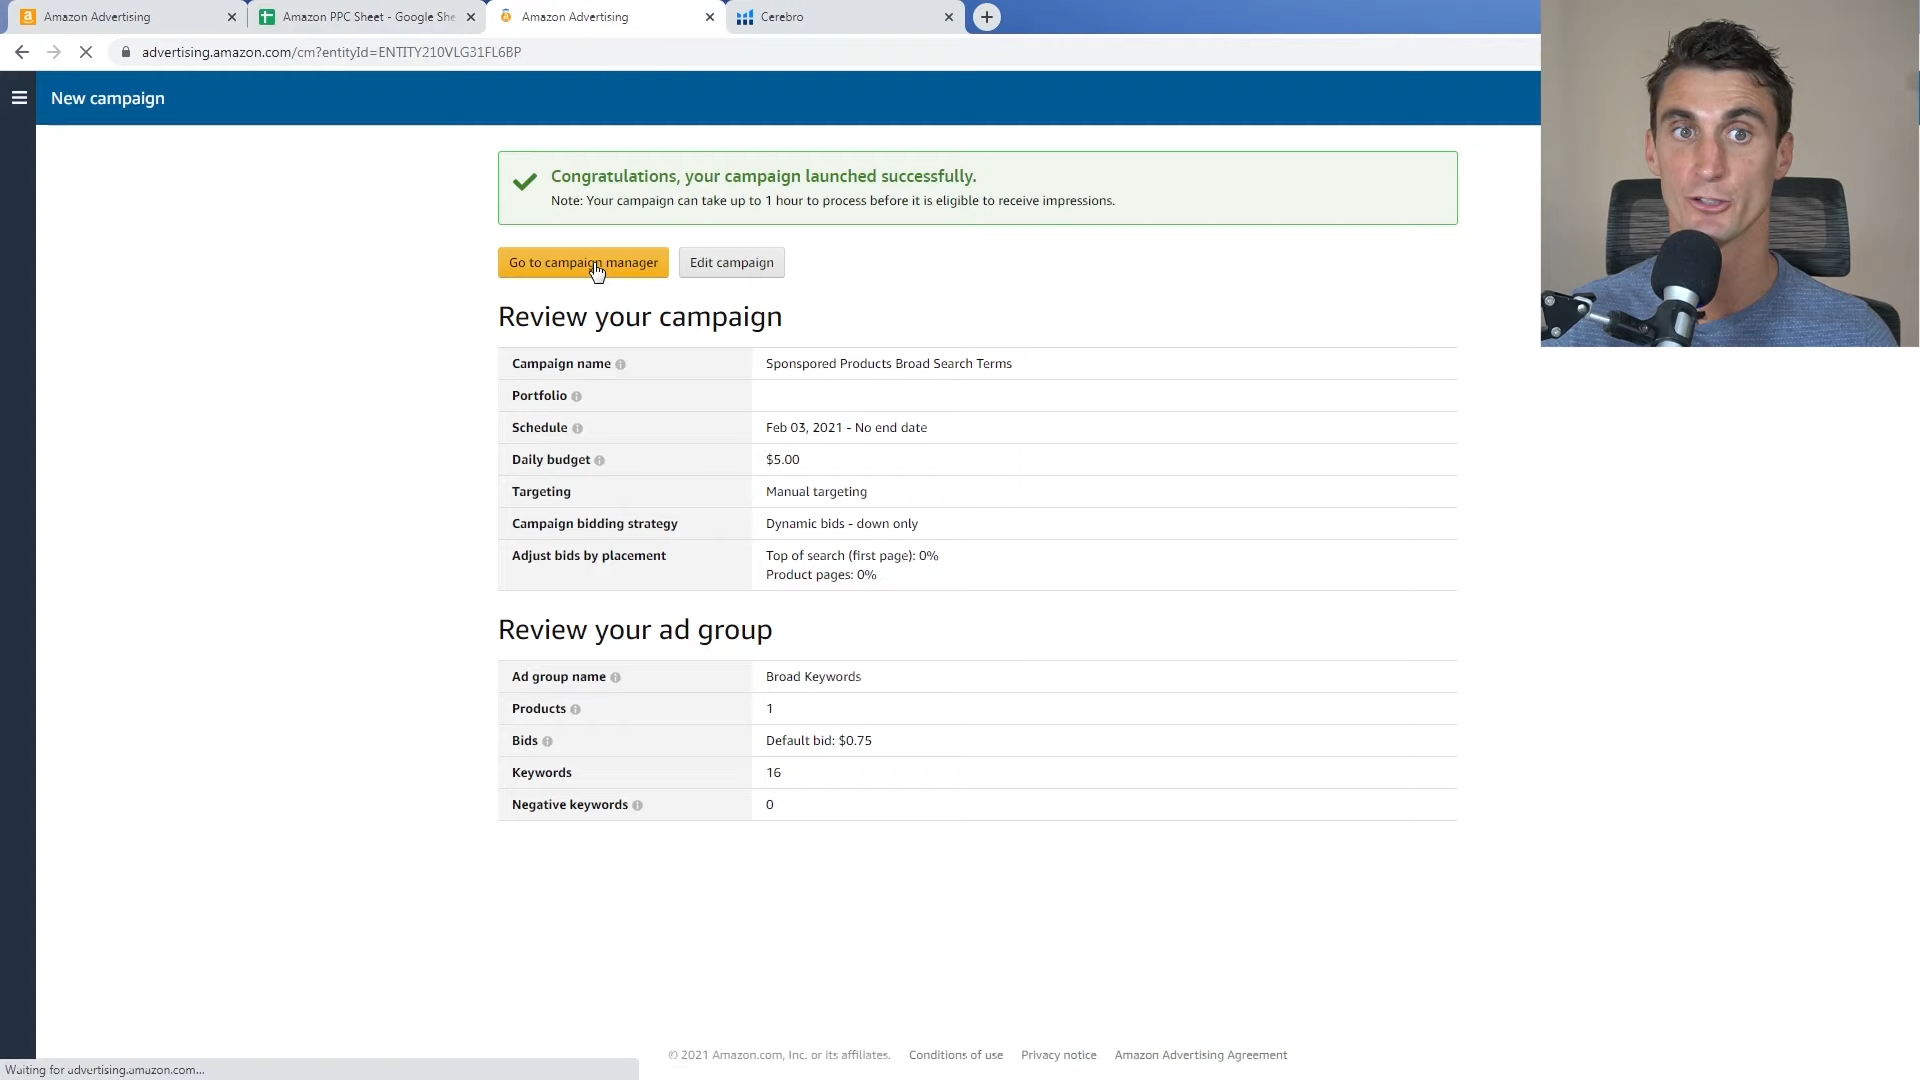 Amazon Advertising
Amazon PPC Sheet - Google She
Amazon Advertising
Cerebro
advertising.amazon.com/cm?entityId=ENTITY210VLG31FL6BP
New campaign
Congratulations, your campaign launched successfully.
Note: Your campaign can take up to 1 hour to process before it is eligible to receive impressions.
Go to campaign manager
Edit campaign
Review your campaign
Campaign name Sponspored Products Broad Search Terms
Portfolio
Schedule Feb 03, 2021 - No end date
Daily budget $5.00
Targeting Manual targeting
Campaign bidding strategy Dynamic bids - down only
Adjust bids by placement Top of search (first page): 0%
Product pages: 0%
Review your ad group
Ad group name Broad Keywords
Products 1
Bids Default bid: $0.75
Keywords 16
Negative keywords 0
© 2021 Amazon.com, Inc. or its affiliates. Conditions of use Privacy notice Amazon Advertising Agreement
Waiting for advertising.amazon.com...